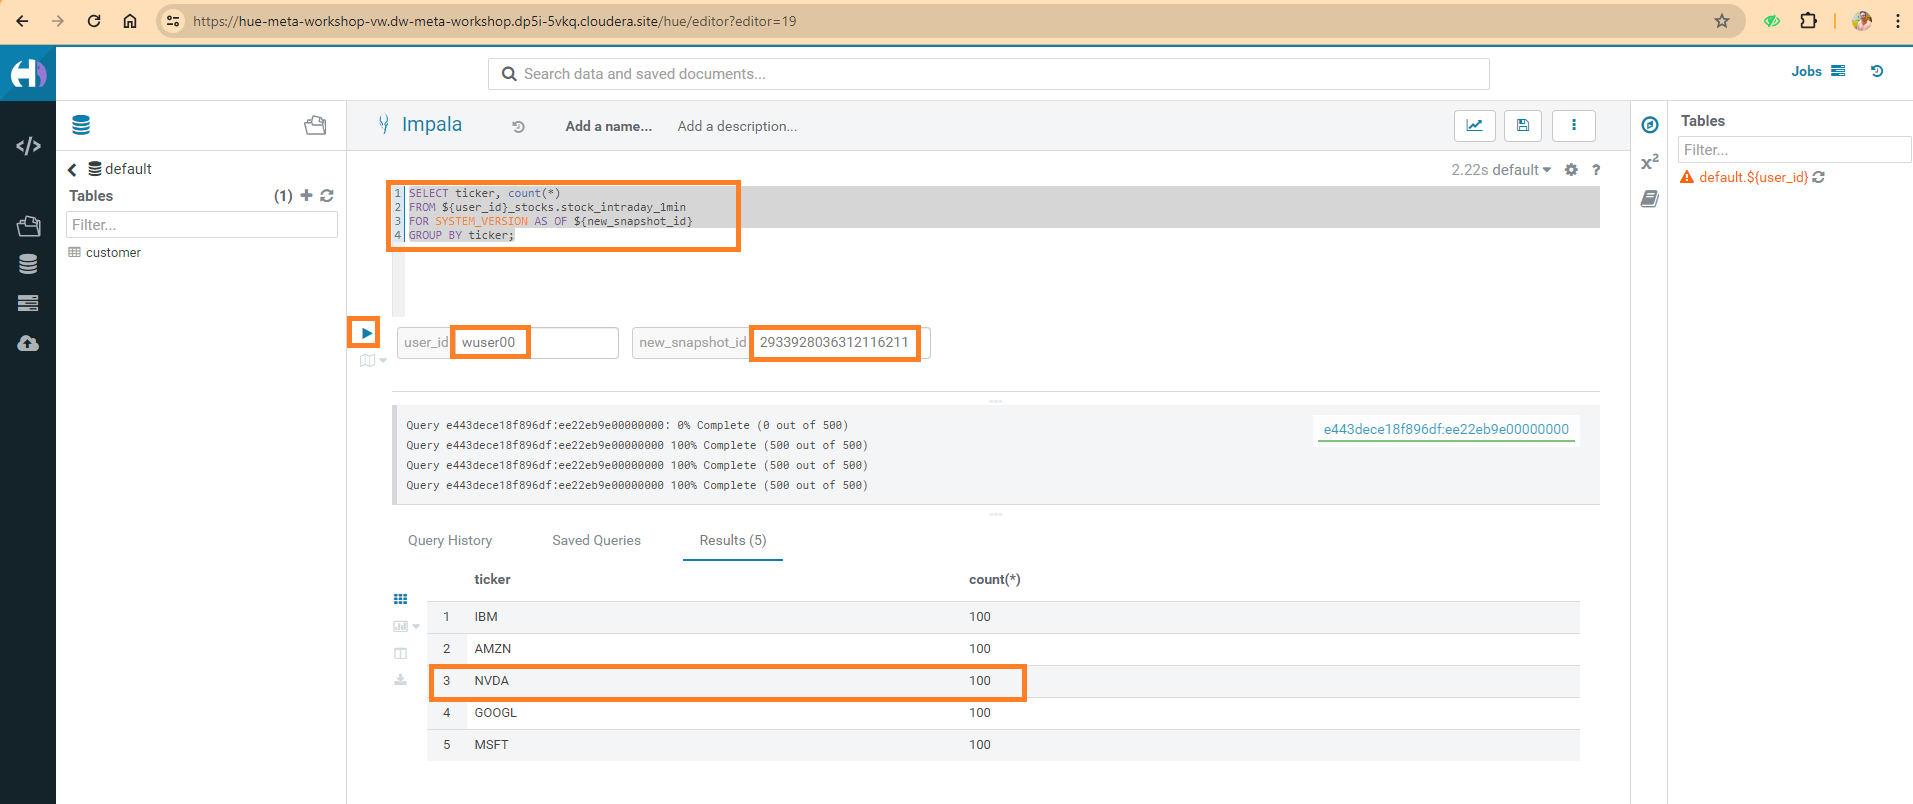 https://hue-meta-workshop-vw.dw-meta-workshop.dp5i-5vkq.cloudera.site/hue/editor?editor=19
Search data and saved documents...
Jobs
Impala
Add a name...
Add a description...
Tables
Filter...
default.${user_id}
default
Tables
(1)
Filter...
customer
2.22s default
?
x²
1 SELECT ticker, count(*)
2 FROM ${user_id}_stocks.stock_intraday_1min
3 FOR SYSTEM_VERSION AS OF ${new_snapshot_id}
4 GROUP BY ticker;
user_id wuser00
new_snapshot_id 2933928036312116211
Query e443dece18f896df:ee22eb9e00000000: 0% Complete (0 out of 500)
Query e443dece18f896df:ee22eb9e00000000 100% Complete (500 out of 500)
Query e443dece18f896df:ee22eb9e00000000 100% Complete (500 out of 500)
Query e443dece18f896df:ee22eb9e00000000 100% Complete (500 out of 500)
e443dece18f896df:ee22eb9e00000000
Query History
Saved Queries
Results (5)
ticker count(*)
1 IBM 100
2 AMZN 100
3 NVDA 100
4 GOOGL 100
5 MSFT 100